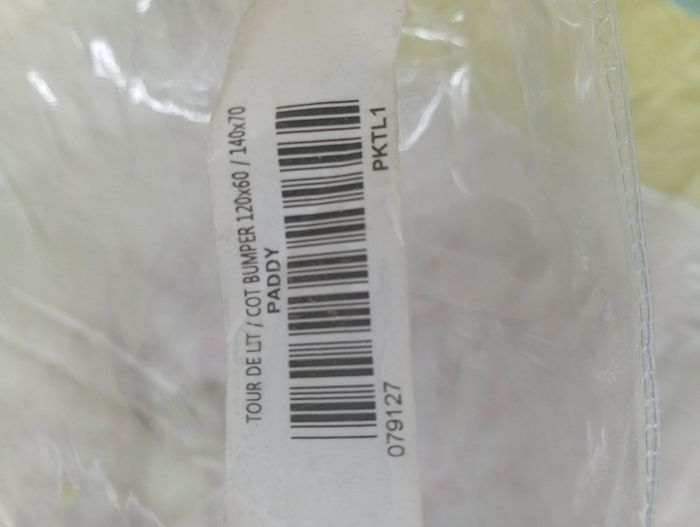 TOUR DE LIT / COT BUMPER 120x60 / 140x70
PADDY
079127
PKTL1